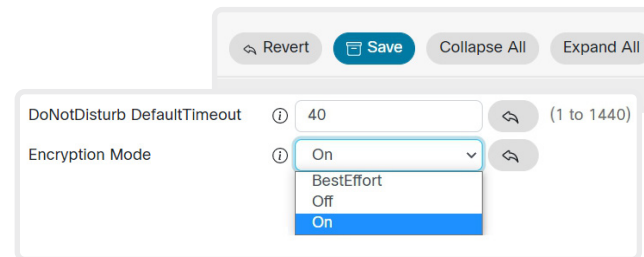 Revert Save Collapse All Expand All
DoNotDisturb DefaultTimeout 40 (1 to 1440)
Encryption Mode On
BestEffort
Off
On